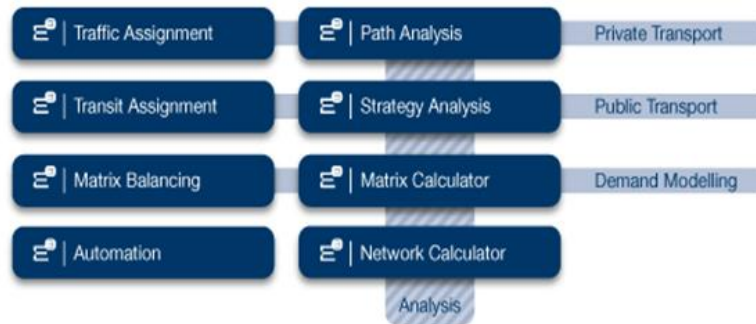 Traffic Assignment
Path Analysis
Private Transport
Transit Assignment
Strategy Analysis
Public Transport
Matrix Balancing
Matrix Calculator
Demand Modelling
Automation
Network Calculator
Analysis